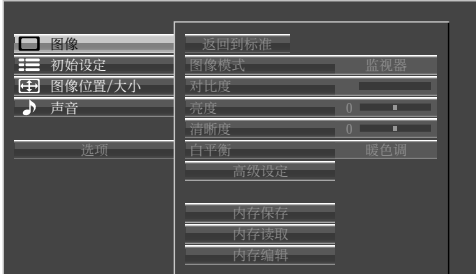 图像
初始设定
图像位置/大小
声音
选项
返回到标准
图像模式 监视器
对比度
亮度 0
清晰度 0
白平衡 暖色调
高级设定
内存保存
内存读取
内存编辑